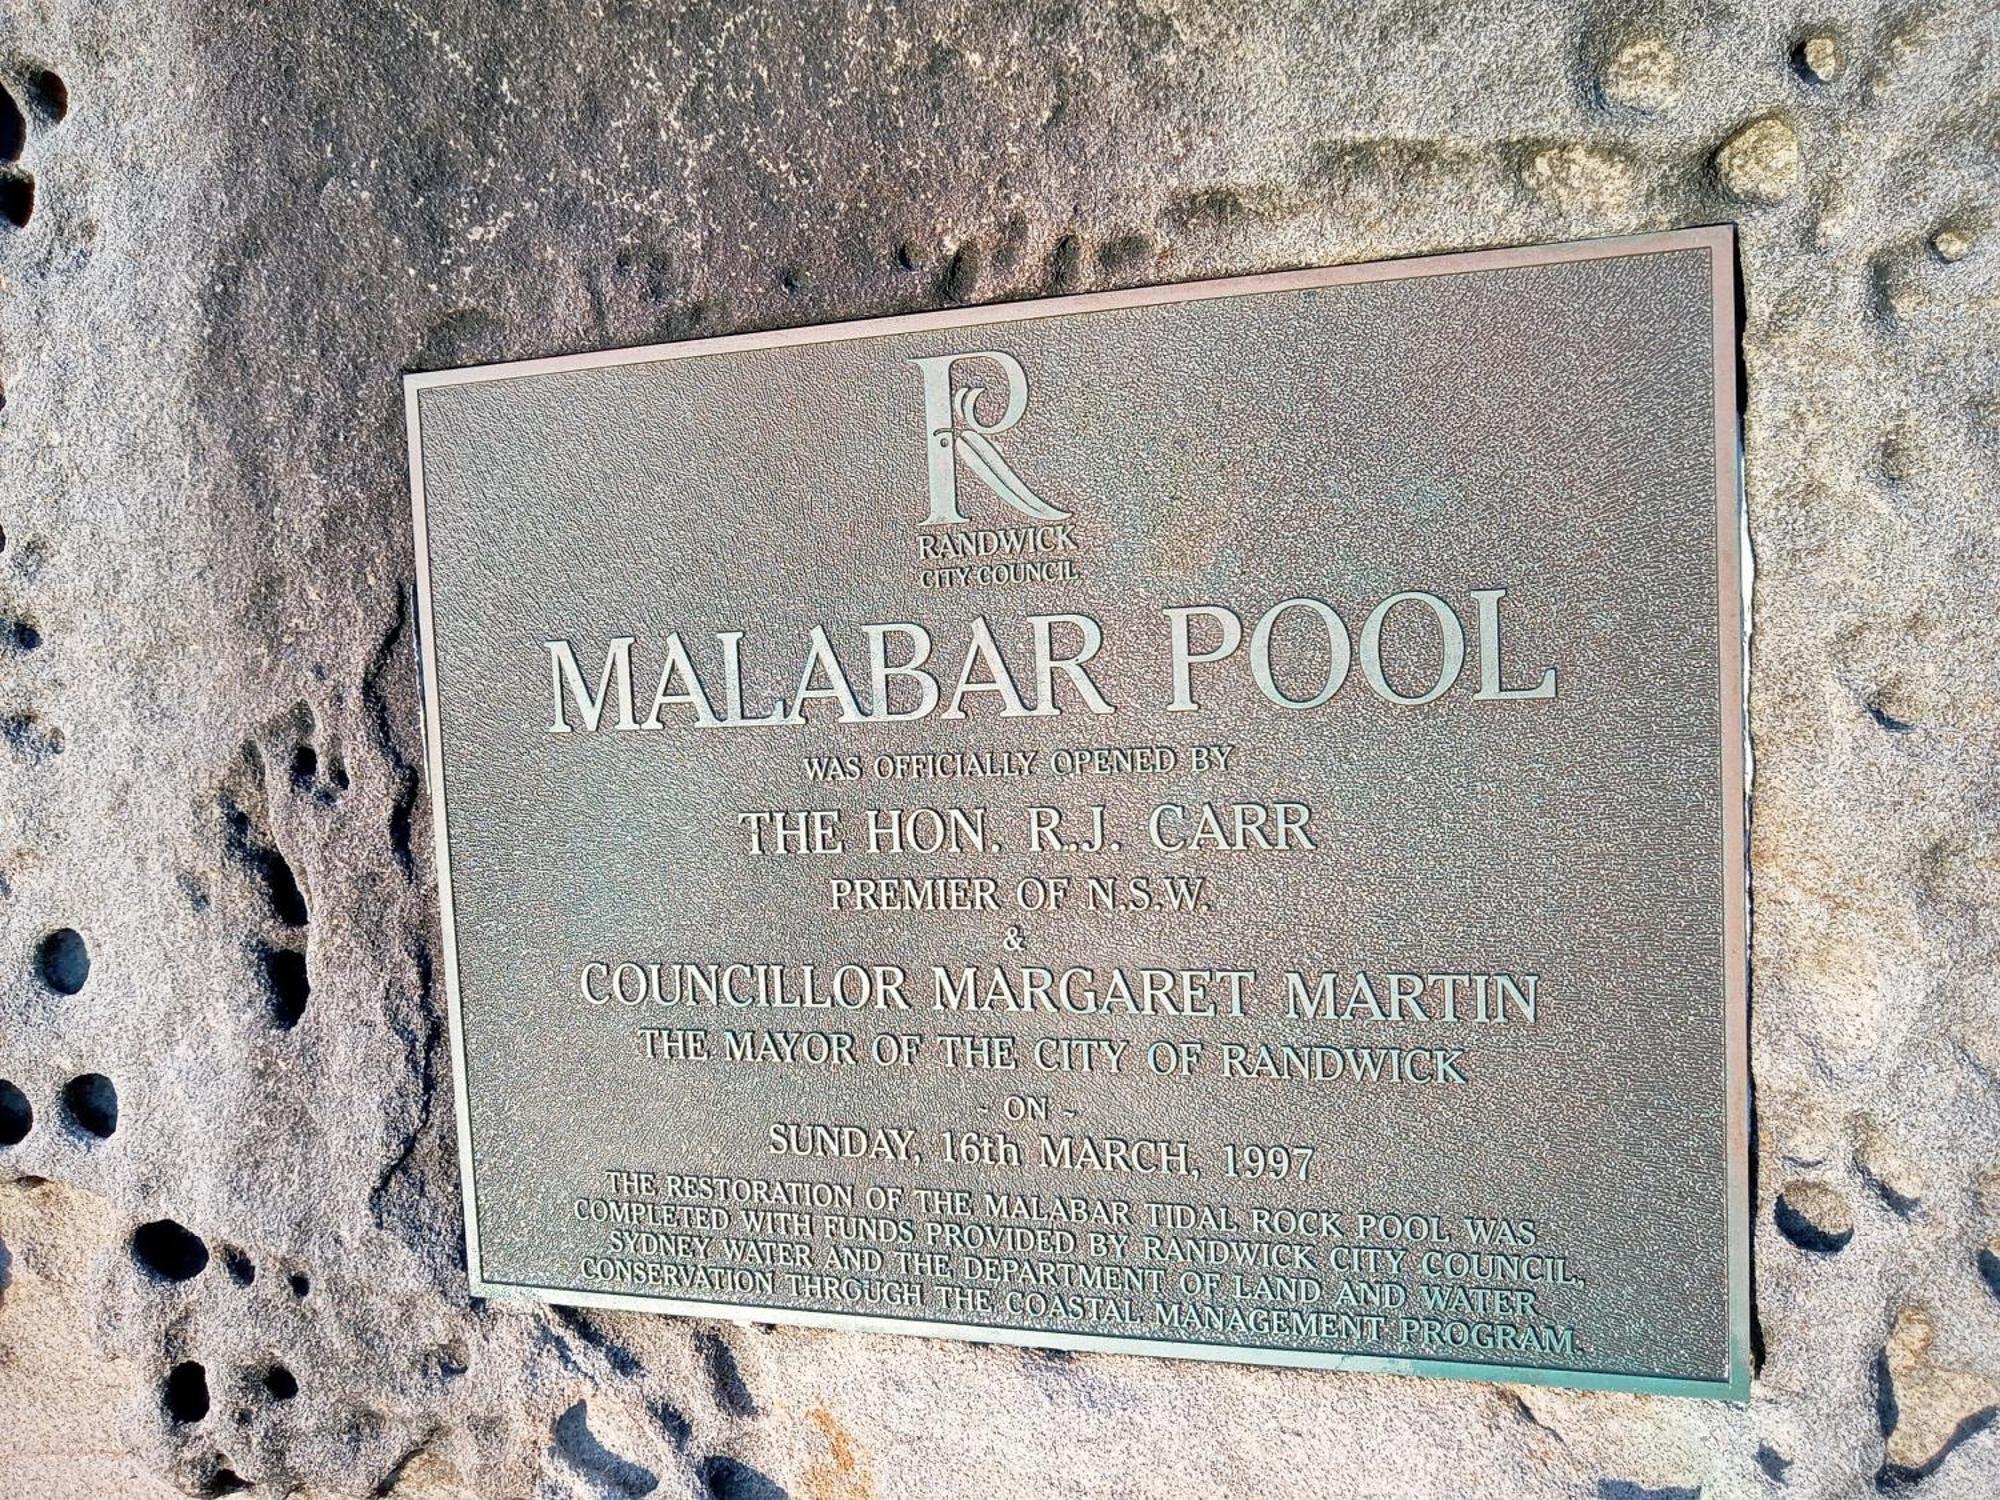 R
RANDWICK
CITY COUNCIL
MALABAR POOL
WAS OFFICIALLY OPENED BY
THE HON. R.J. CARR
PREMIER OF N.S.W.
&
COUNCILLOR MARGARET MARTIN
THE MAYOR OF THE CITY OF RANDWICK
- ON -
SUNDAY, 16th MARCH, 1997
THE RESTORATION OF THE MALABAR TIDAL ROCK POOL WAS
COMPLETED WITH FUNDS PROVIDED BY RANDWICK CITY COUNCIL,
SYDNEY WATER AND THE DEPARTMENT OF LAND AND WATER
CONSERVATION THROUGH THE COASTAL MANAGEMENT PROGRAM.